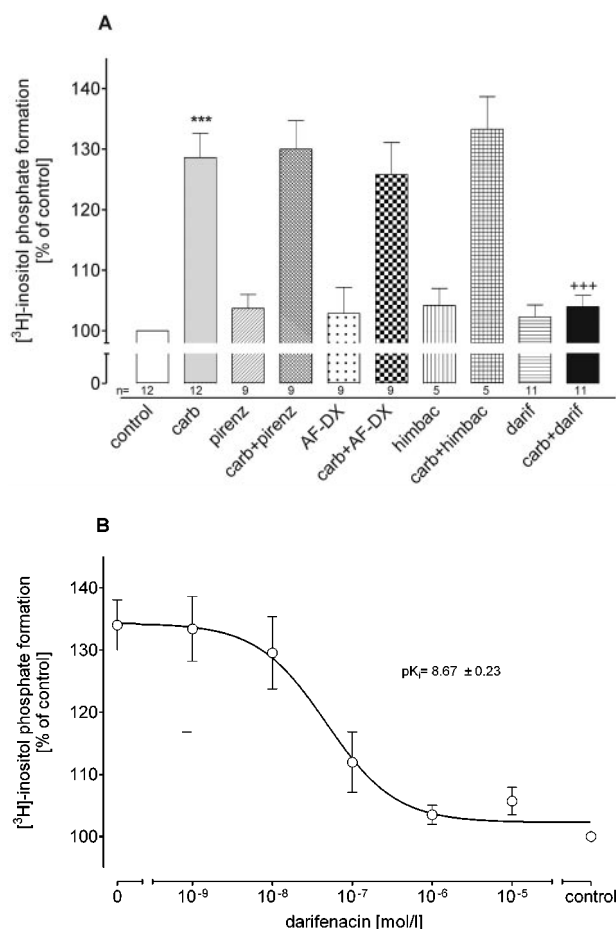 A
[³H]-inositol phosphate formation
[% of control]
140
130
120
110
100
0
***
+++
n= 12 12 9 9 9 9 5 5 11 11
control
carb
pirenz
carb+pirenz
AF-DX
carb+AF-DX
himbac
carb+himbac
darif
carb+darif
B
[³H]-inositol phosphate formation
[% of control]
140
130
120
110
100
pKᵢ= 8.67 ±0.23
0 10⁻⁹ 10⁻⁸ 10⁻⁷ 10⁻⁶ 10⁻⁵ control
darifenacin [mol/l]